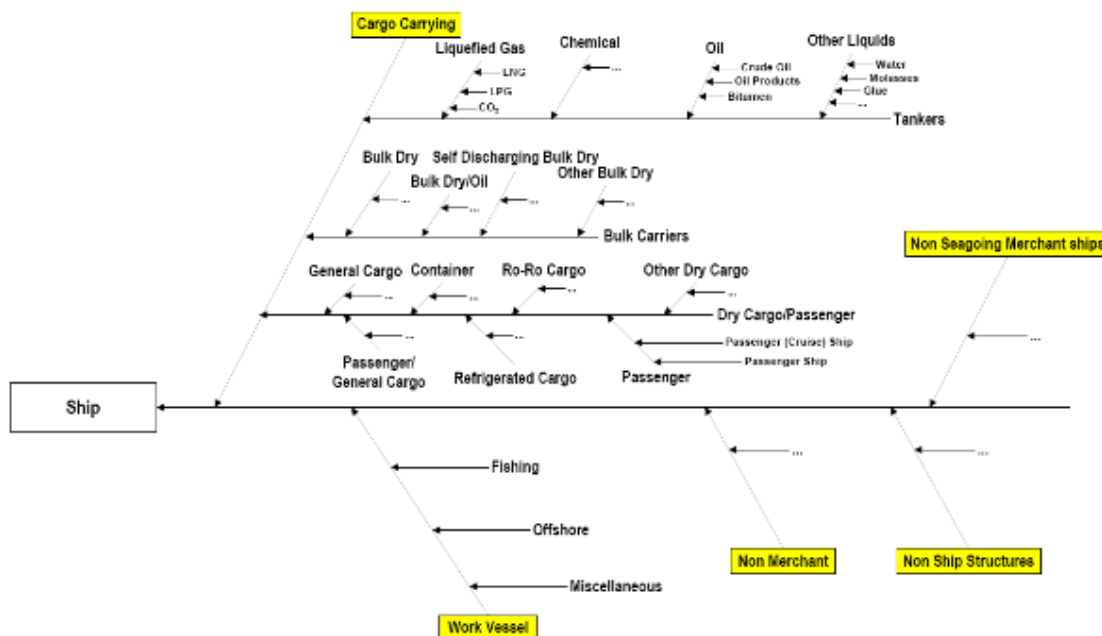 Cargo Carrying
Liquefied Gas
LNG
LPG
CO2
Chemical
...
Oil
Crude Oil
Oil Products
Bitumen
Other Liquids
Water
Molasses
Glue
...
Tankers
Bulk Dry
...
Bulk Dry/Oil
...
Self Discharging Bulk Dry
...
Other Bulk Dry
...
Bulk Carriers
General Cargo
...
Container
...
Ro-Ro Cargo
...
Other Dry Cargo
...
Dry Cargo/Passenger
...
Passenger/
General Cargo
...
Refrigerated Cargo
Passenger (Cruise) Ship
Passenger Ship
Passenger
Non Seagoing Merchant ships
...
Ship
Fishing
Offshore
Miscellaneous
Work Vessel
...
Non Merchant
...
Non Ship Structures